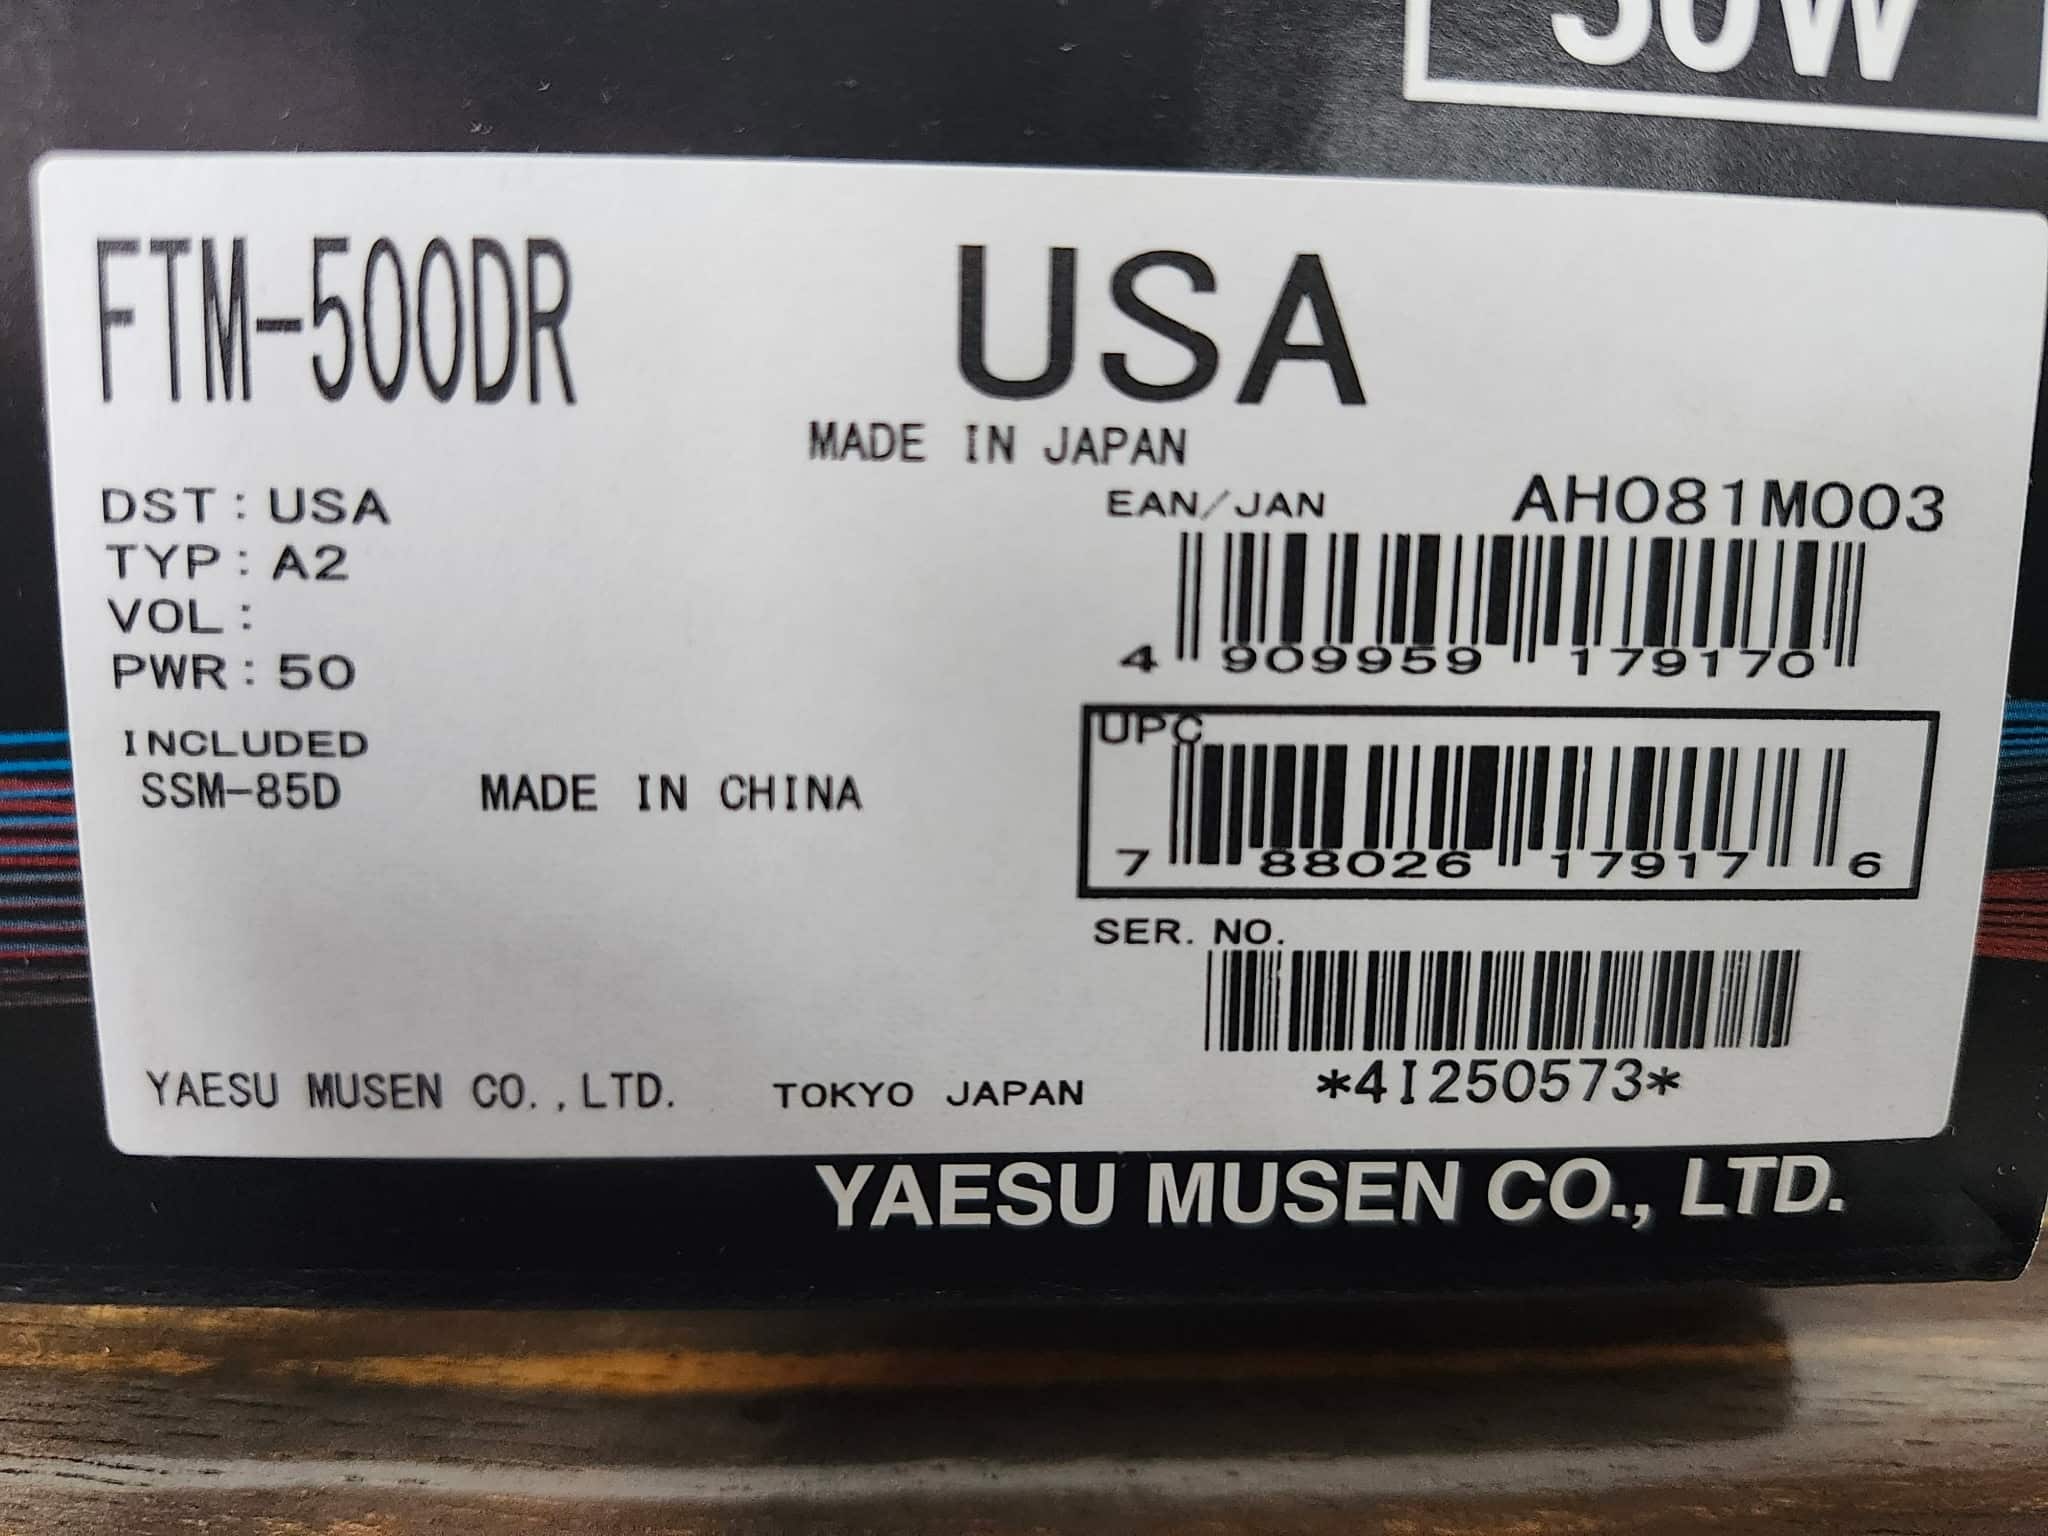 50W
FTM-500DR
USA
MADE IN JAPAN
DST: USA
TYP: A2
VOL:
PWR: 50
INCLUDED
SSM-85D MADE IN CHINA
EAN/JAN AH081M003
4 909959 179170
UPC
7 88026 17917 6
SER. NO.
*4I250573*
YAESU MUSEN CO.,LTD. TOKYO JAPAN
YAESU MUSEN CO., LTD.